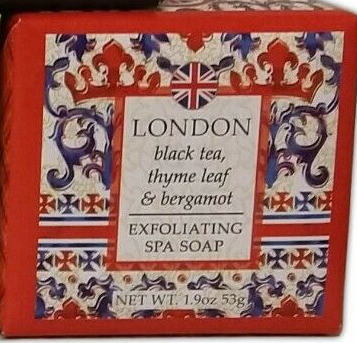 LONDON
black tea,
thyme leaf
& bergamot
EXFOLIATING
SPA SOAP
NET WT. 1.9oz 53g